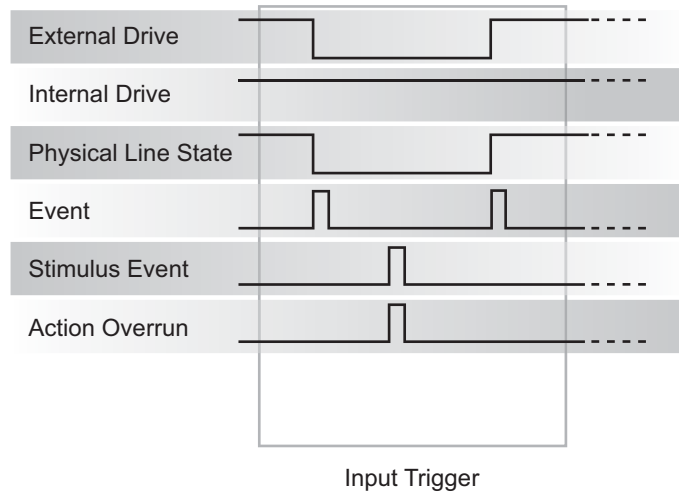 External Drive
Internal Drive
Physical Line State
Event
Stimulus Event
Action Overrun
Input Trigger